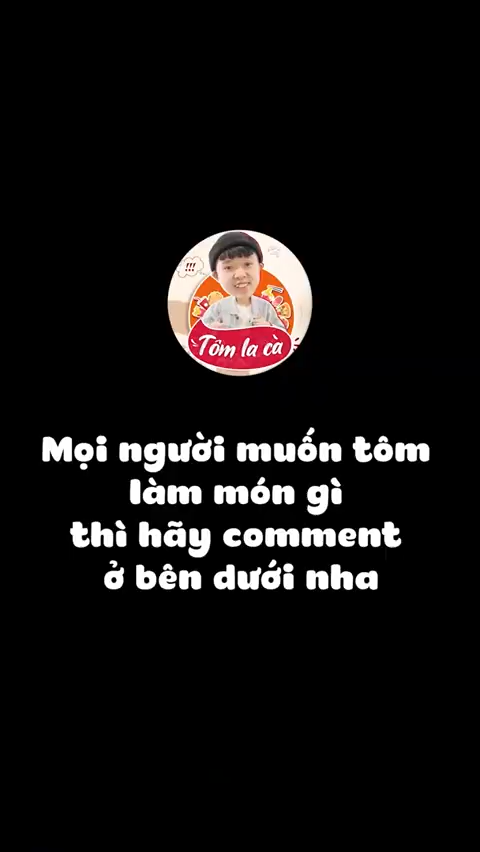 !!!
Tôm la cà
Mọi người muốn tôm
làm món gì
thì hãy comment
ở bên dưới nha